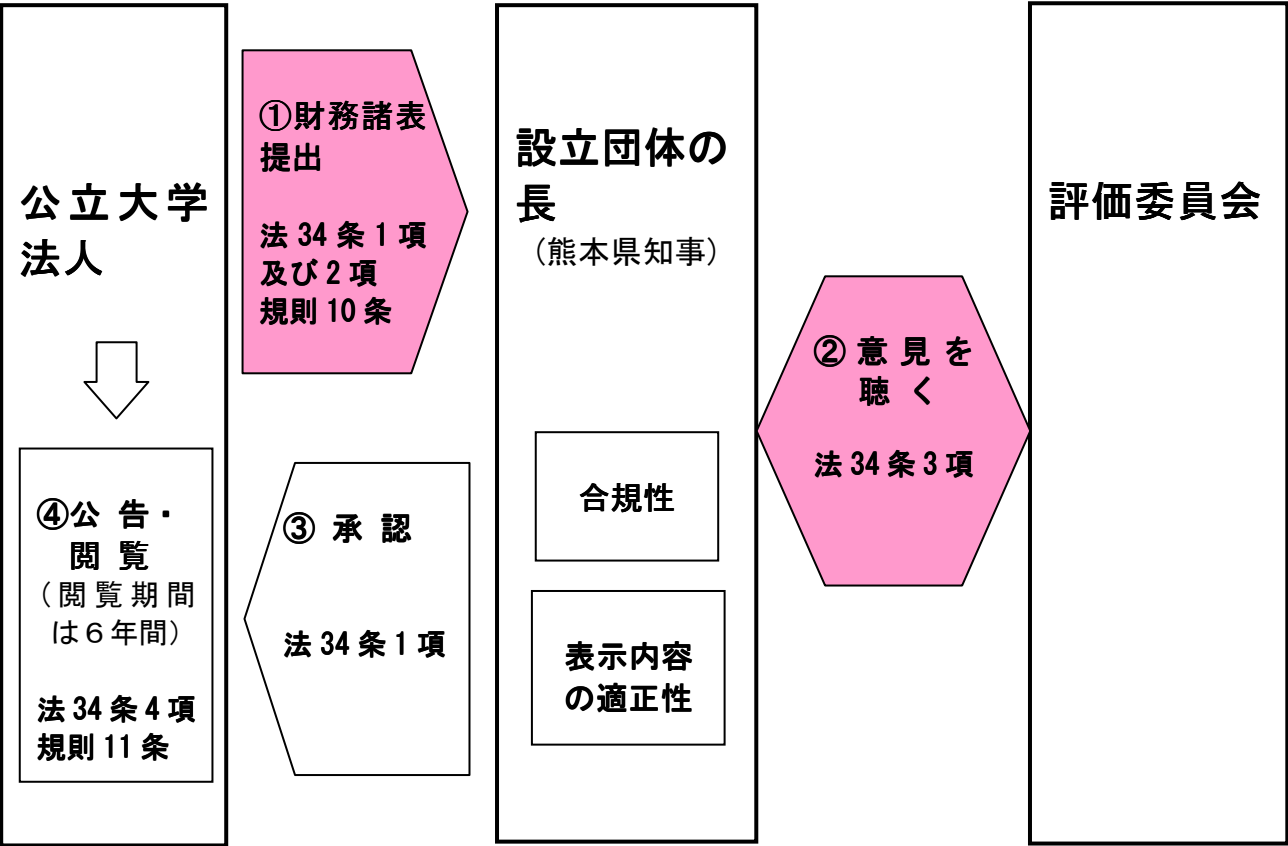 公立大学
法人
①財務諸表
提出
法34条1項
及び2項
規則10条
設立団体の
長
（熊本県知事）
評価委員会
②意見を
聴く
法34条3項
合規性
表示内容
の適正性
③承認
法34条1項
④公告・
閲覧
（閲覧期間
は６年間）
法34条4項
規則11条